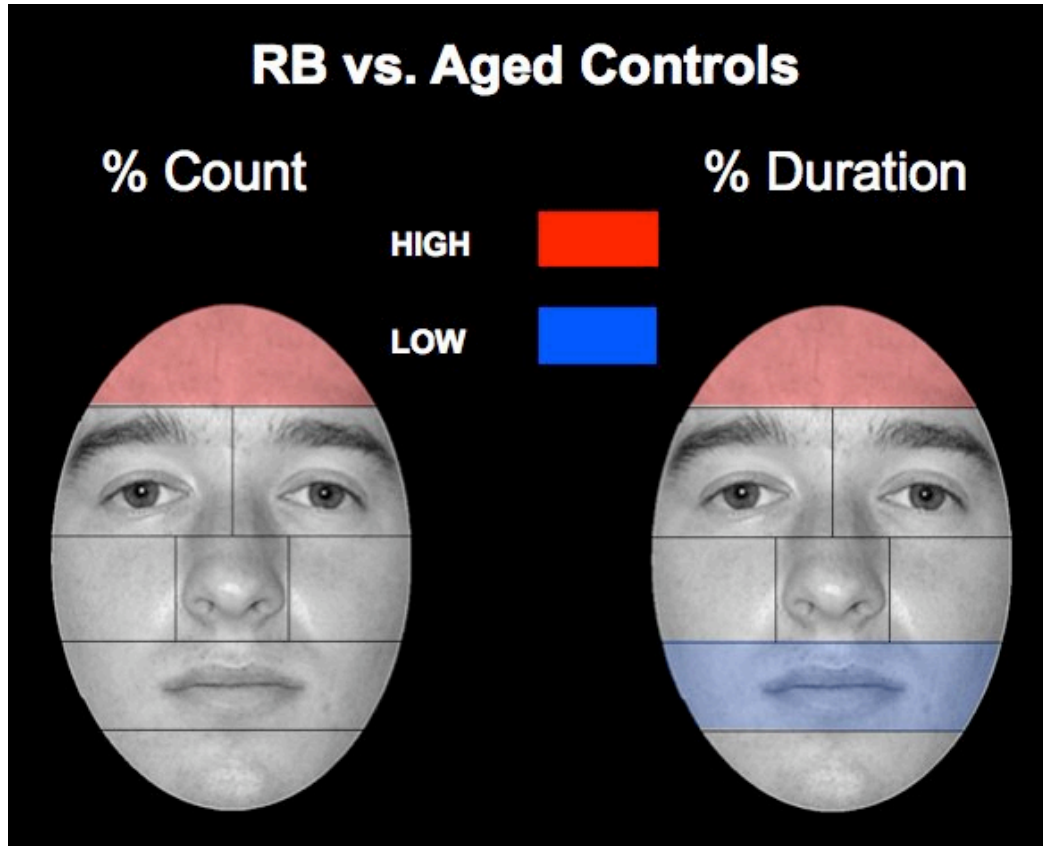 RB vs. Aged Controls
% Count
% Duration
HIGH
LOW